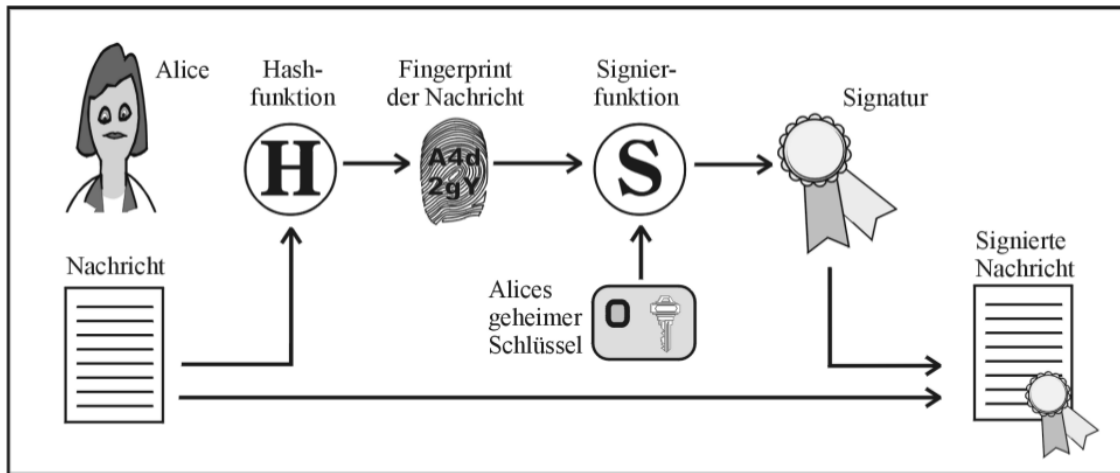 Alice
Hash-
funktion
Fingerprint
der Nachricht
Signier-
funktion
Signatur
H
A4d
2gY
S
Nachricht
Alices
geheimer
Schlüssel
Signierte
Nachricht